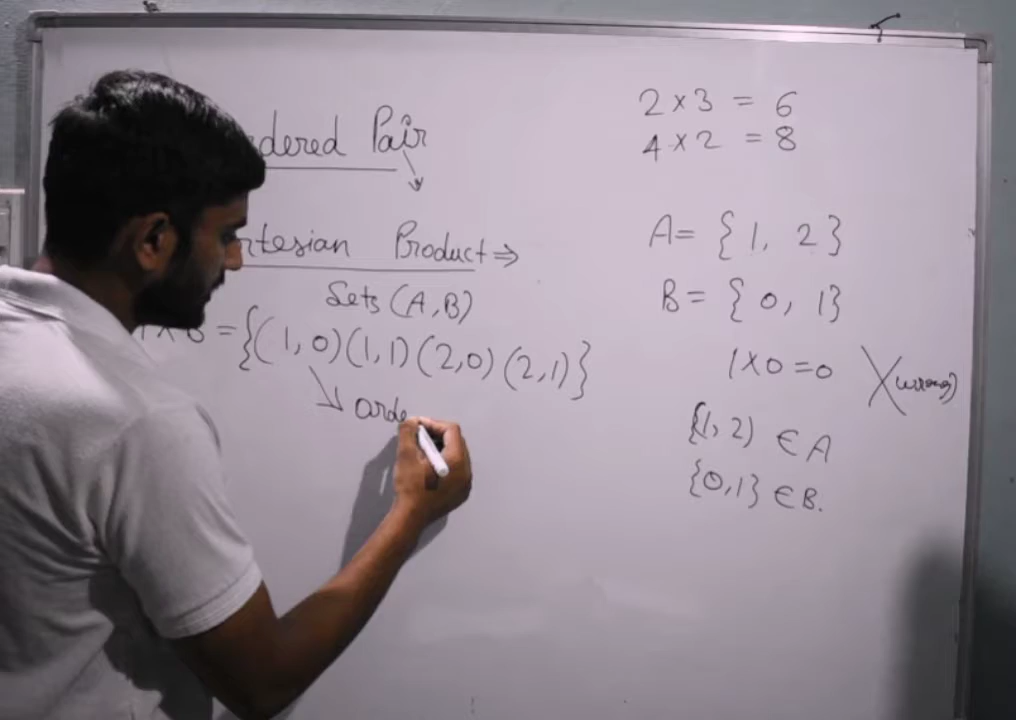 dered Pair
rtesian Product ⇒
Sets (A, B)
A × B = {(1, 0) (1, 1) (2, 0) (2, 1)}
orde
2 × 3 = 6
4 × 2 = 8
A = {1, 2}
B = {0, 1}
1 × 0 = 0 (wrong)
{1, 2) ∈ A
{0, 1} ∈ B.